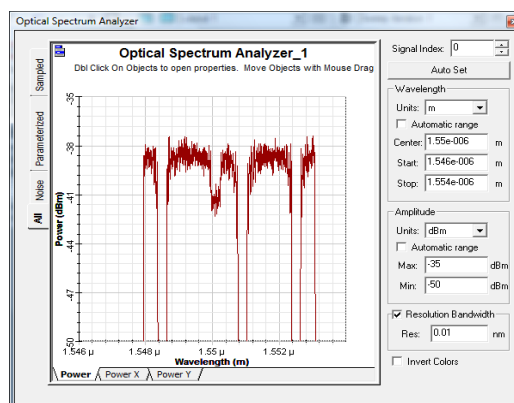 Optical Spectrum Analyzer
Optical Spectrum Analyzer_1
Dbl Click On Objects to open properties. Move Objects with Mouse Drag
Sampled
Parameterized
Noise
All
Power (dBm)
-35
-38
-41
-44
-47
-50
1.546 µ
1.548 µ
1.55 µ
1.552 µ
Wavelength (m)
Power
Power X
Power Y
Signal Index: 0
Auto Set
Wavelength
Units: m
Automatic range
Center: 1.55e-006 m
Start: 1.546e-006 m
Stop: 1.554e-006 m
Amplitude
Units: dBm
Automatic range
Max: -35 dBm
Min: -50 dBm
Resolution Bandwidth
Res: 0.01 nm
Invert Colors